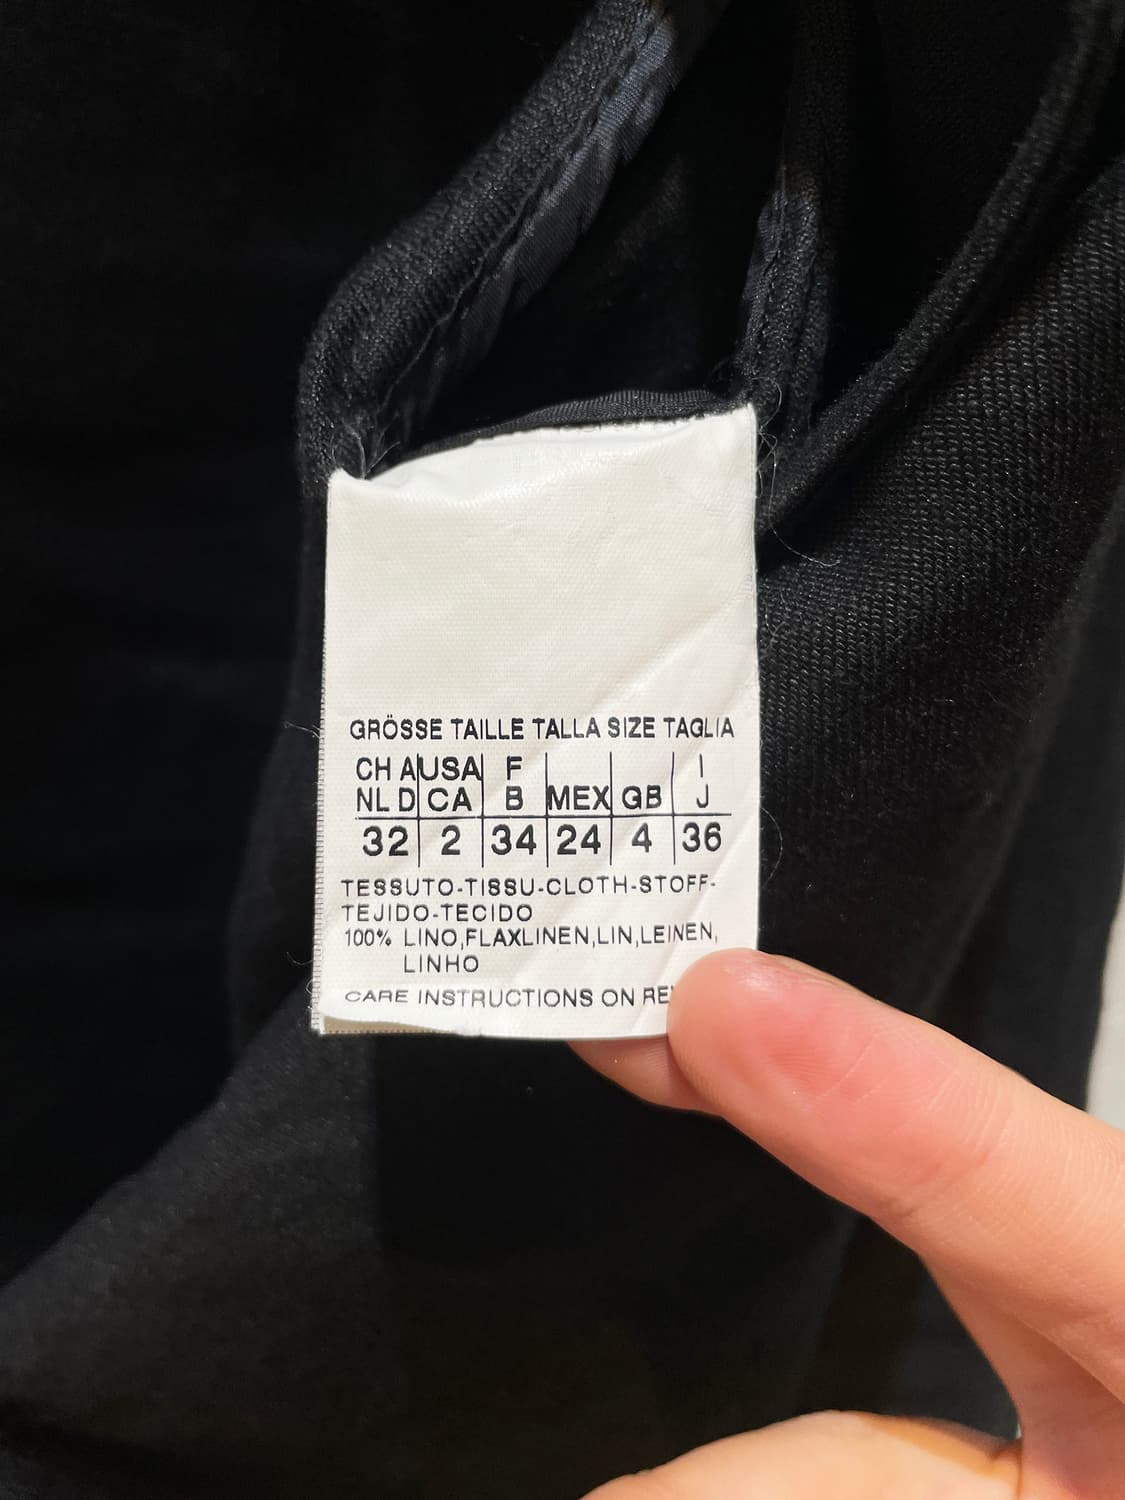 GRÖSSE TAILLE TALLA SIZE TAGLIA
CH A USA F I
NL D CA B MEX GB J
32 2 34 24 4 36
TESSUTO-TISSU-CLOTH-STOFF-
TEJIDO-TECIDO
100% LINO,FLAXLINEN,LIN,LEINEN,
LINHO
CARE INSTRUCTIONS ON